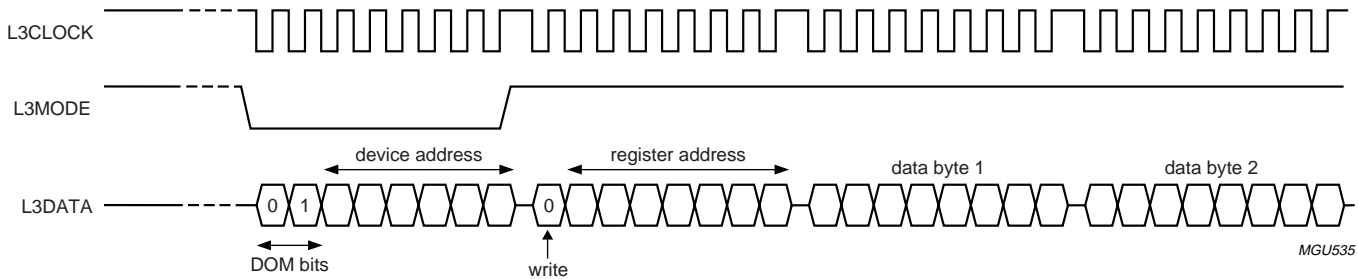 L3CLOCK
L3MODE
device address
register address
data byte 1
data byte 2
L3DATA
0 1
0
DOM bits
write
MGU535